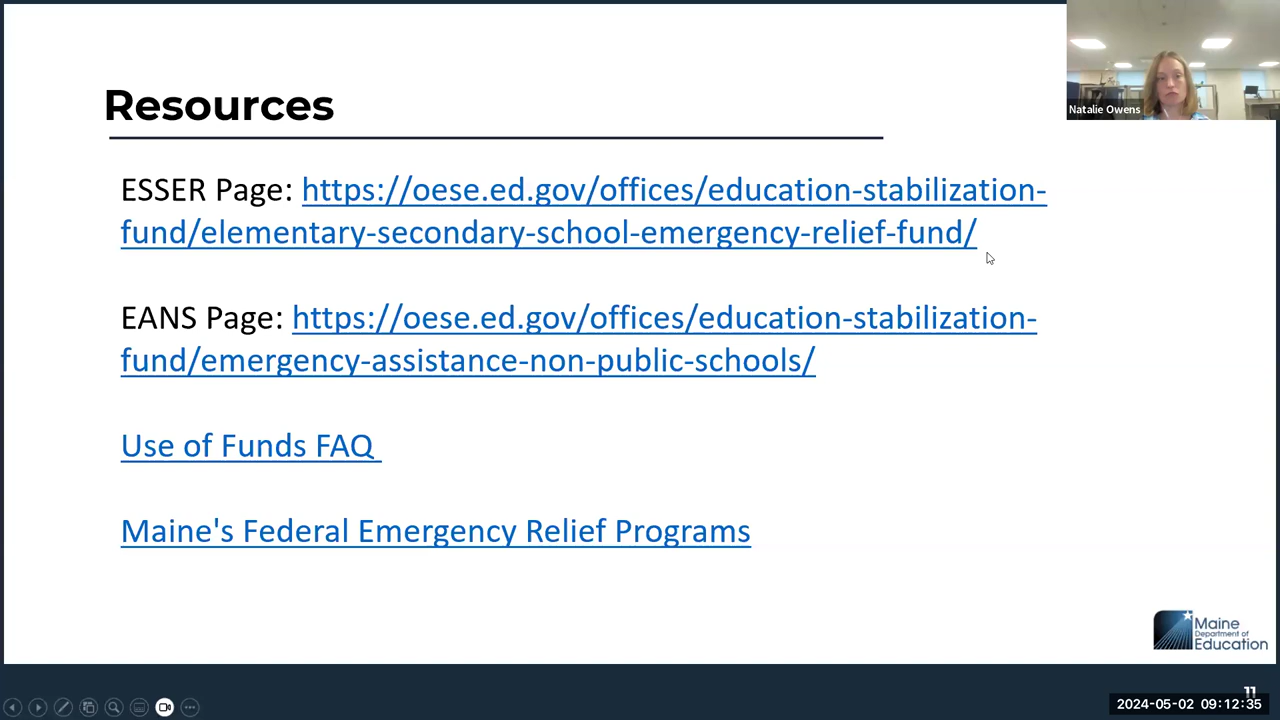 Natalie Owens
Resources
ESSER Page: https://oese.ed.gov/offices/education-stabilization-
fund/elementary-secondary-school-emergency-relief-fund/
EANS Page: https://oese.ed.gov/offices/education-stabilization-
fund/emergency-assistance-non-public-schools/
Use of Funds FAQ
Maine's Federal Emergency Relief Programs
Maine
Department of
Education
11
2024-05-02 09:12:35